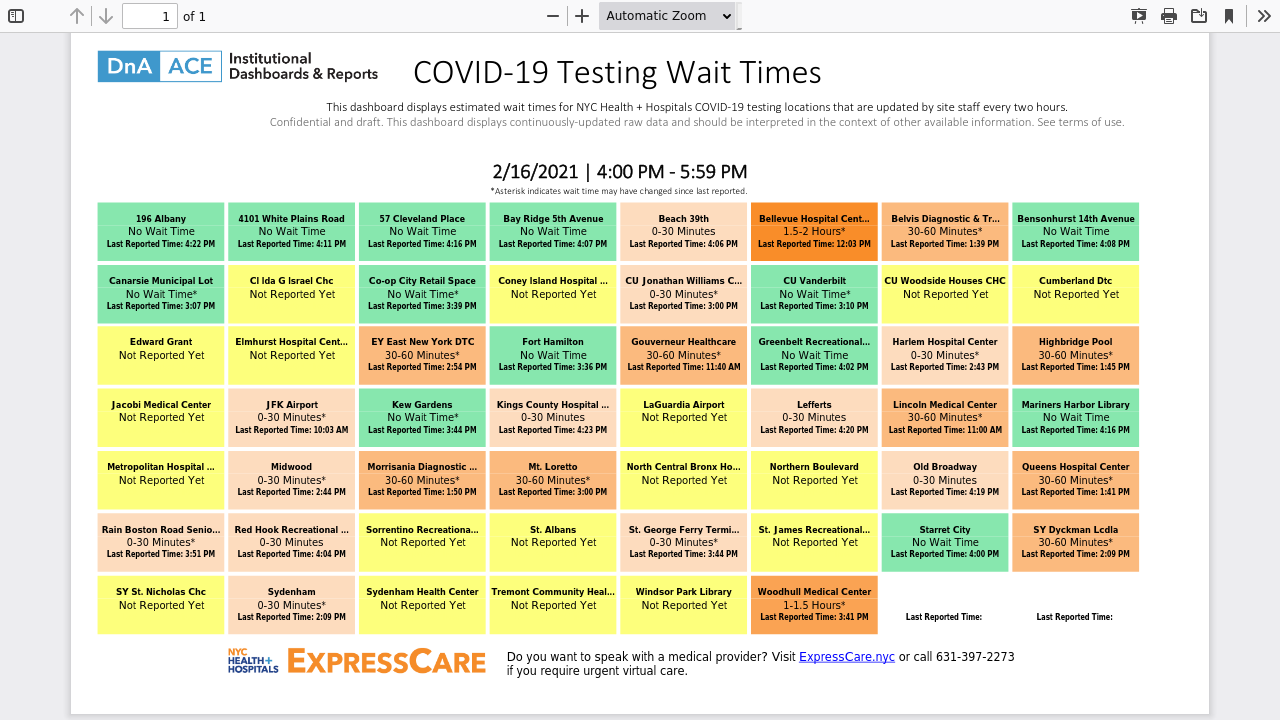 1 of 1 Automatic Zoom
DnA ACE Institutional
Dashboards & Reports
COVID-19 Testing Wait Times
This dashboard displays estimated wait times for NYC Health + Hospitals COVID-19 testing locations that are updated by site staff every two hours.
Confidential and draft. This dashboard displays continuously-updated raw data and should be interpreted in the context of other available information. See terms of use.
2/16/2021 | 4:00 PM - 5:59 PM
*Asterisk indicates wait time may have changed since last reported.
196 Albany
No Wait Time
Last Reported Time: 4:22 PM
4101 White Plains Road
No Wait Time
Last Reported Time: 4:11 PM
57 Cleveland Place
No Wait Time
Last Reported Time: 4:16 PM
Bay Ridge 5th Avenue
No Wait Time
Last Reported Time: 4:07 PM
Beach 39th
0-30 Minutes
Last Reported Time: 4:06 PM
Bellevue Hospital Cent...
1.5-2 Hours*
Last Reported Time: 12:03 PM
Belvis Diagnostic & Tr...
30-60 Minutes*
Last Reported Time: 1:39 PM
Bensonhurst 14th Avenue
No Wait Time
Last Reported Time: 4:08 PM
Canarsie Municipal Lot
No Wait Time*
Last Reported Time: 3:07 PM
Cl Ida G Israel Chc
Not Reported Yet
Co-op City Retail Space
No Wait Time*
Last Reported Time: 3:39 PM
Coney Island Hospital ...
Not Reported Yet
CU Jonathan Williams C...
0-30 Minutes*
Last Reported Time: 3:00 PM
CU Vanderbilt
No Wait Time*
Last Reported Time: 3:10 PM
CU Woodside Houses CHC
Not Reported Yet
Cumberland Dtc
Not Reported Yet
Edward Grant
Not Reported Yet
Elmhurst Hospital Cent...
Not Reported Yet
EY East New York DTC
30-60 Minutes*
Last Reported Time: 2:54 PM
Fort Hamilton
No Wait Time
Last Reported Time: 3:36 PM
Gouverneur Healthcare
30-60 Minutes*
Last Reported Time: 11:40 AM
Greenbelt Recreational...
No Wait Time
Last Reported Time: 4:02 PM
Harlem Hospital Center
0-30 Minutes*
Last Reported Time: 2:43 PM
Highbridge Pool
30-60 Minutes*
Last Reported Time: 1:45 PM
Jacobi Medical Center
Not Reported Yet
JFK Airport
0-30 Minutes*
Last Reported Time: 10:03 AM
Kew Gardens
No Wait Time*
Last Reported Time: 3:44 PM
Kings County Hospital ...
0-30 Minutes
Last Reported Time: 4:23 PM
LaGuardia Airport
Not Reported Yet
Lefferts
0-30 Minutes
Last Reported Time: 4:20 PM
Lincoln Medical Center
30-60 Minutes*
Last Reported Time: 11:00 AM
Mariners Harbor Library
No Wait Time
Last Reported Time: 4:16 PM
Metropolitan Hospital ...
Not Reported Yet
Midwood
0-30 Minutes*
Last Reported Time: 2:44 PM
Morrisania Diagnostic ...
30-60 Minutes*
Last Reported Time: 1:50 PM
Mt. Loretto
30-60 Minutes*
Last Reported Time: 3:00 PM
North Central Bronx Ho...
Not Reported Yet
Northern Boulevard
Not Reported Yet
Old Broadway
0-30 Minutes
Last Reported Time: 4:19 PM
Queens Hospital Center
30-60 Minutes*
Last Reported Time: 1:41 PM
Rain Boston Road Senio...
0-30 Minutes*
Last Reported Time: 3:51 PM
Red Hook Recreational ...
0-30 Minutes
Last Reported Time: 4:04 PM
Sorrentino Recreationa...
Not Reported Yet
St. Albans
Not Reported Yet
St. George Ferry Termi...
0-30 Minutes*
Last Reported Time: 3:44 PM
St. James Recreational...
Not Reported Yet
Starret City
No Wait Time
Last Reported Time: 4:00 PM
SY Dyckman Lcdla
30-60 Minutes*
Last Reported Time: 2:09 PM
SY St. Nicholas Chc
Not Reported Yet
Sydenham
0-30 Minutes*
Last Reported Time: 2:09 PM
Sydenham Health Center
Not Reported Yet
Tremont Community Heal...
Not Reported Yet
Windsor Park Library
Not Reported Yet
Woodhull Medical Center
1-1.5 Hours*
Last Reported Time: 3:41 PM
Last Reported Time:
Last Reported Time:
NYC
HEALTH+
HOSPITALS
EXPRESSCARE
Do you want to speak with a medical provider? Visit ExpressCare.nyc or call 631-397-2273
if you require urgent virtual care.